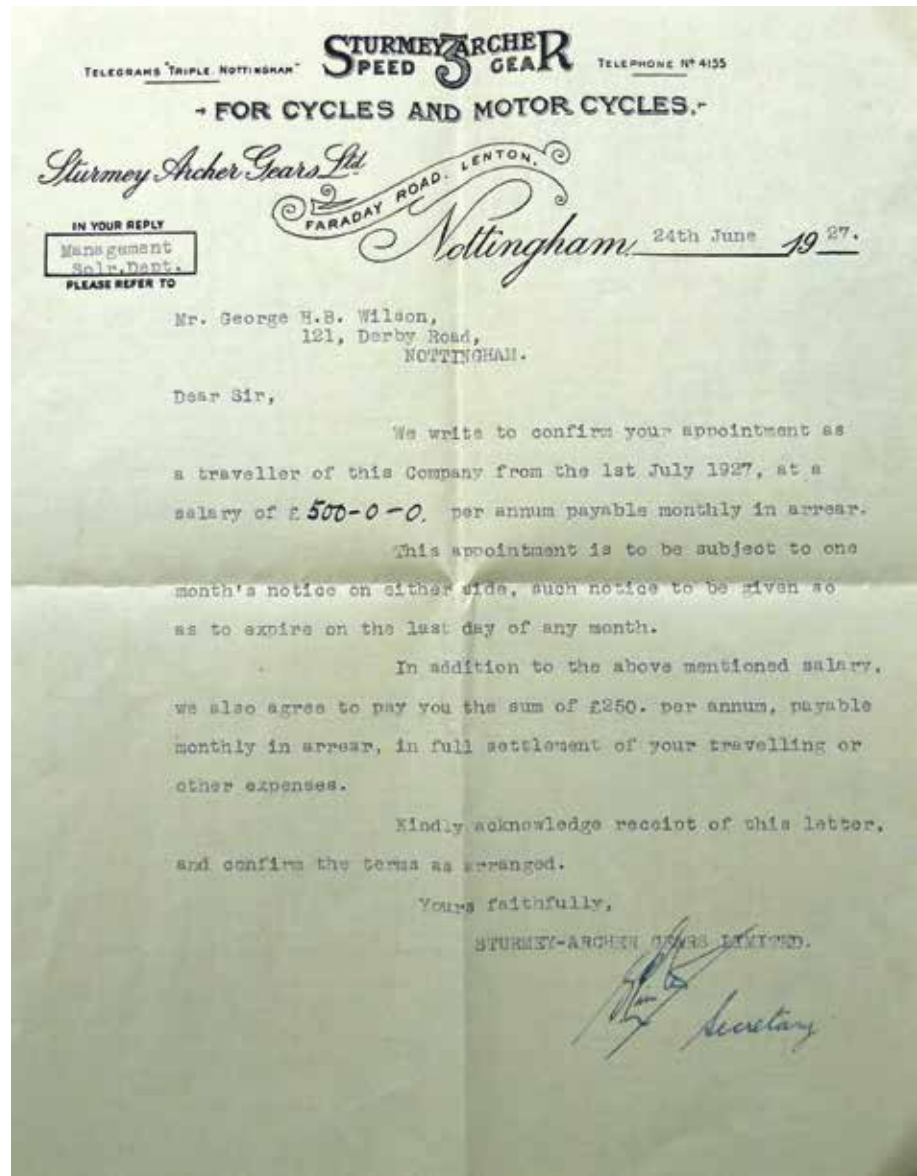 STURMEY ARCHER
3 SPEED GEAR
TELEGRAMS "TRIPLE. NOTTINGHAM"
TELEPHONE Nº 4155
FOR CYCLES AND MOTOR CYCLES.
Sturmey Archer Gears Ltd.
FARADAY ROAD. LENTON.
Nottingham, 24th June 1927.
IN YOUR REPLY
Management
Solr. Dept.
PLEASE REFER TO
Mr. George H.B. Wilson,
121, Derby Road,
NOTTINGHAM.
Dear Sir,
We write to confirm your appointment as
a traveller of this Company from the 1st July 1927, at a
salary of £ 500-0-0. per annum payable monthly in arrear.
This appointment is to be subject to one
month's notice on either side, such notice to be given so
as to expire on the last day of any month.
In addition to the above mentioned salary,
we also agree to pay you the sum of £250. per annum, payable
monthly in arrear, in full settlement of your travelling or
other expenses.
Kindly acknowledge receipt of this letter,
and confirm the terms as arranged.
Yours faithfully,
STURMEY-ARCHER GEARS LIMITED.
Secretary